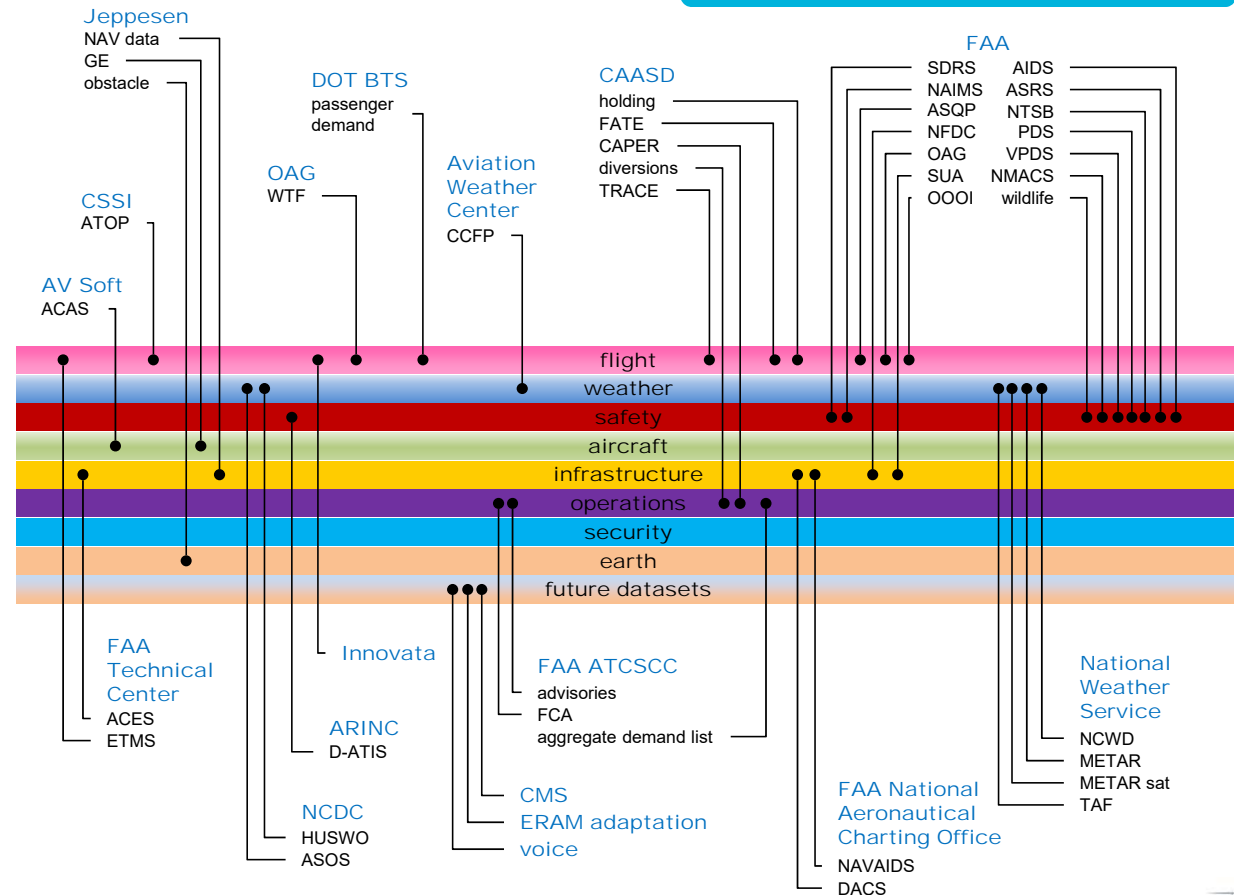 Jeppesen
NAV data
GE
obstacle
DOT BTS
passenger
demand
CAASD
holding
FATE
CAPER
diversions
TRACE
FAA
SDRS
NAIMS
ASQP
NFDC
OAG
SUA
OOOI
AIDS
ASRS
NTSB
PDS
VPDS
NMACS
wildlife
Aviation
Weather
Center
CCFP
OAG
WTF
CSSI
ATOP
AV Soft
ACAS
flight
weather
safety
aircraft
infrastructure
operations
security
earth
future datasets
FAA
Technical
Center
ACES
ETMS
Innovata
ARINC
D-ATIS
NCDC
HUSWO
ASOS
FAA ATCSCC
advisories
FCA
aggregate demand list
CMS
ERAM adaptation
voice
FAA National
Aeronautical
Charting Office
NAVAIDS
DACS
National
Weather
Service
NCWD
METAR
METAR sat
TAF